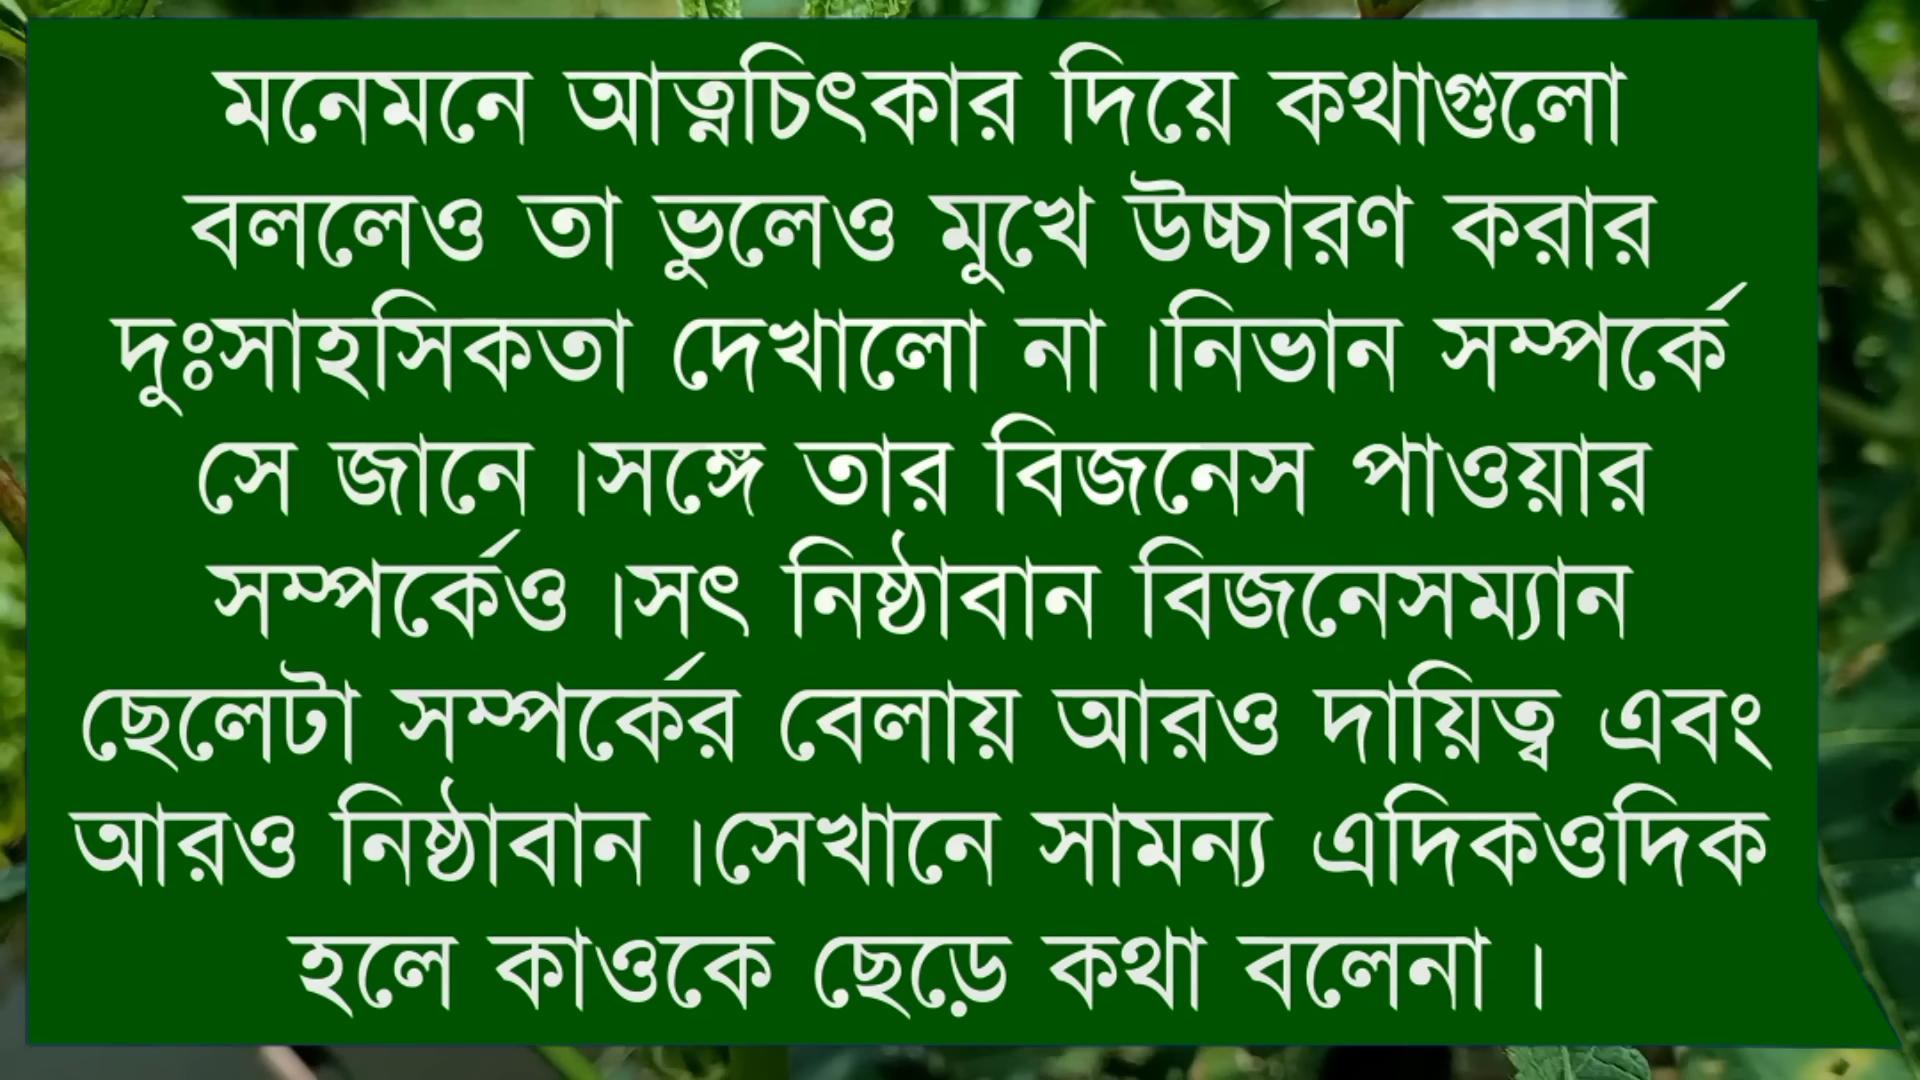 মনেমনে আত্নচিৎকার দিয়ে কথাগুলো
বললেও তা ভুলেও মুখে উচ্চারণ করার
দুঃসাহসিকতা দেখালো না ।নিভান সম্পর্কে
সে জানে ।সঙ্গে তার বিজনেস পাওয়ার
সম্পর্কেও ।সৎ নিষ্ঠাবান বিজনেসম্যান
ছেলেটা সম্পর্কের বেলায় আরও দায়িত্ব এবং
আরও নিষ্ঠাবান ।সেখানে সামন্য এদিকওদিক
হলে কাওকে ছেড়ে কথা বলেনা ।